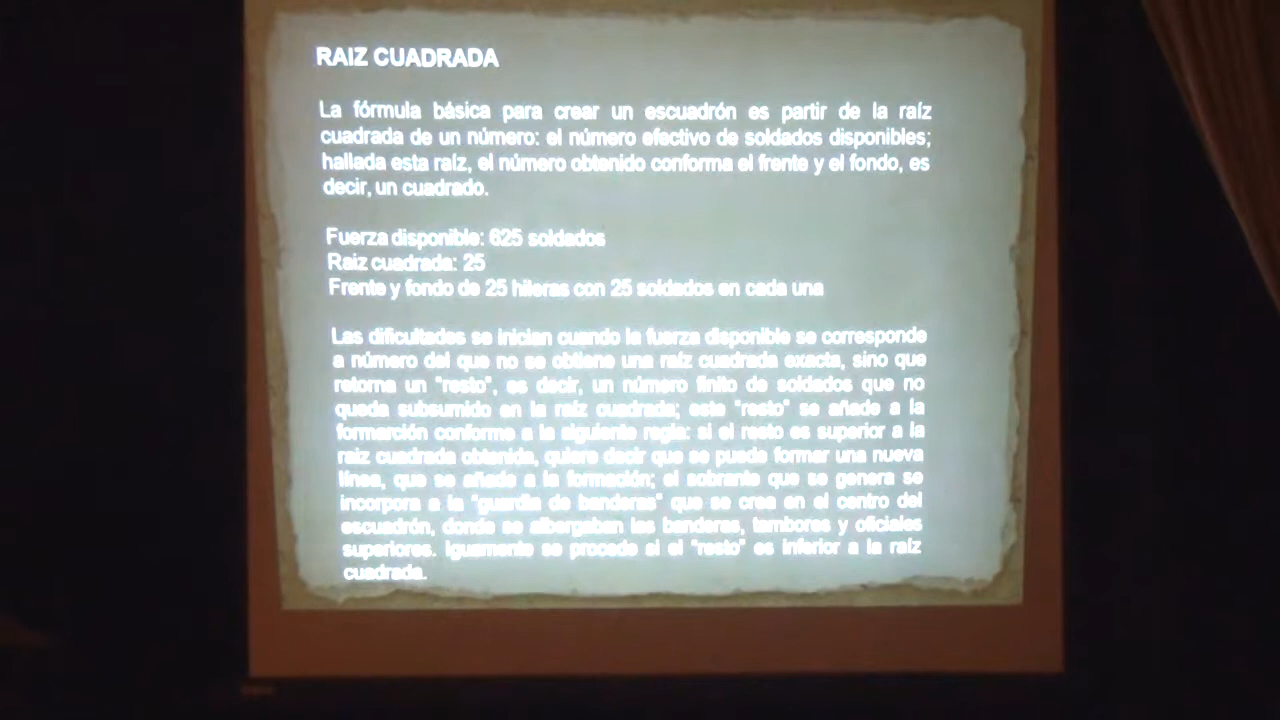 RAIZ CUADRADA
La fórmula básica para crear un escuadrón es partir de la raíz
cuadrada de un número: el número efectivo de soldados disponibles;
hallada esta raíz, el número obtenido conforma el frente y el fondo, es
decir, un cuadrado.
Fuerza disponible: 625 soldados
Raiz cuadrada: 25
Frente y fondo de 25 hileras con 25 soldados en cada una
Las dificultades se inician cuando la fuerza disponible se corresponde
a número del que no se obtiene una raíz cuadrada exacta, sino que
retorna un "resto", es decir, un número finito de soldados que no
queda subsumido en la raíz cuadrada; este "resto" se añade a la
formarción conforme a la siguiente regla: si el resto es superior a la
raiz cuadrada obtenida, quiere decir que se puede formar una nueva
línea, que se añade a la formación; el sobrante que se genera se
incorpora a la "guardia de banderas" que se crea en el centro del
escuadrón, donde se albergaban las banderas, tambores y oficiales
superiores. Iguamente se procede si el "resto" es inferior a la raíz
cuadrada.